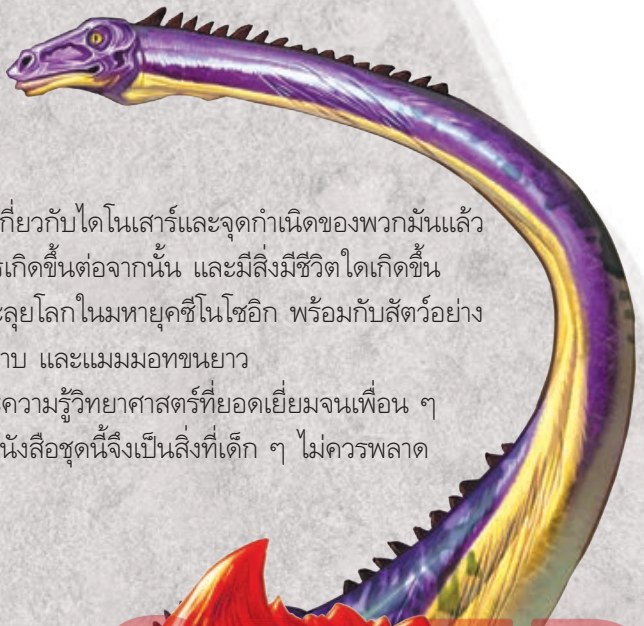 กี่ยวกับไดโนเสาร์และจุดกำเนิดของพวกมันแล้ว
เกิดขึ้นต่อจากนั้น และมีสิ่งมีชีวิตใดเกิดขึ้น
ลุยโลกในมหายุคซีโนโซอิก พร้อมกับสัตว์อย่าง
าบ และแมมมอทขนยาว
ความรู้วิทยาศาสตร์ที่ยอดเยี่ยมจนเพื่อน ๆ
นังสือชุดนี้จึงเป็นสิ่งที่เด็ก ๆ ไม่ควรพลาด